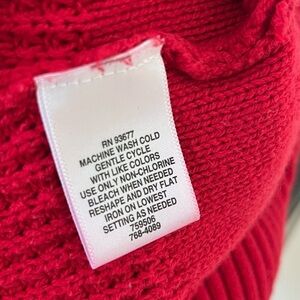 RN 93677
MACHINE WASH COLD
GENTLE CYCLE
WITH LIKE COLORS
USE ONLY NON-CHLORINE
BLEACH WHEN NEEDED
RESHAPE AND DRY FLAT
IRON ON LOWEST
SETTING AS NEEDED
759505
768-4089